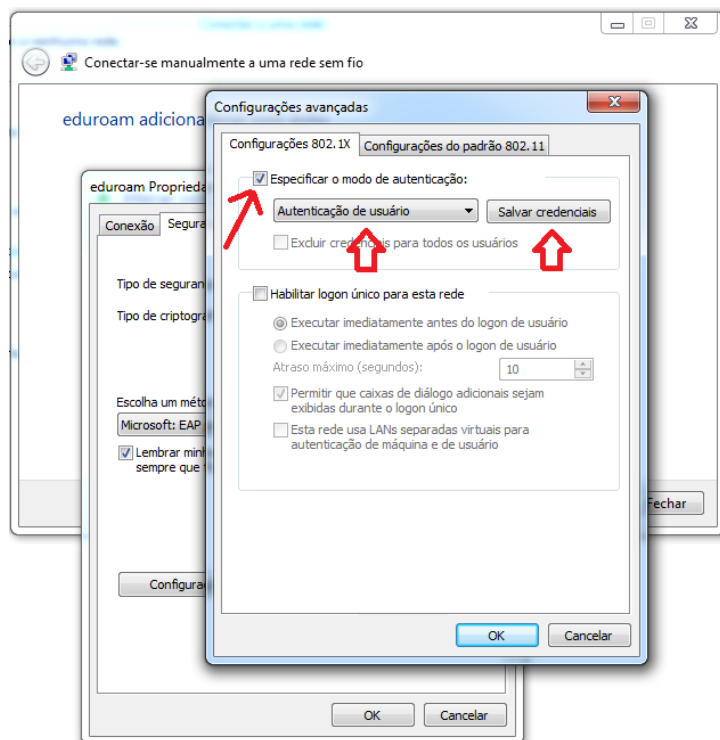 Conectar-se manualmente a uma rede sem fio
eduroam adiciona
Configurações avançadas
Configurações 802.1X
Configurações do padrão 802.11
Especificar o modo de autenticação:
Autenticação de usuário
Salvar credenciais
Excluir credenciais para todos os usuários
Habilitar logon único para esta rede
Executar imediatamente antes do logon de usuário
Executar imediatamente após o logon de usuário
Atraso máximo (segundos):
10
Permitir que caixas de diálogo adicionais sejam
exibidas durante o logon único
Esta rede usa LANs separadas virtuais para
autenticação de máquina e de usuário
OK
Cancelar
eduroam Proprieda
Conexão
Segura
Tipo de seguran
Tipo de criptogra
Escolha um méto
Microsoft: EAP
Lembrar minh
sempre que
Configura
OK
Cancelar
Fechar